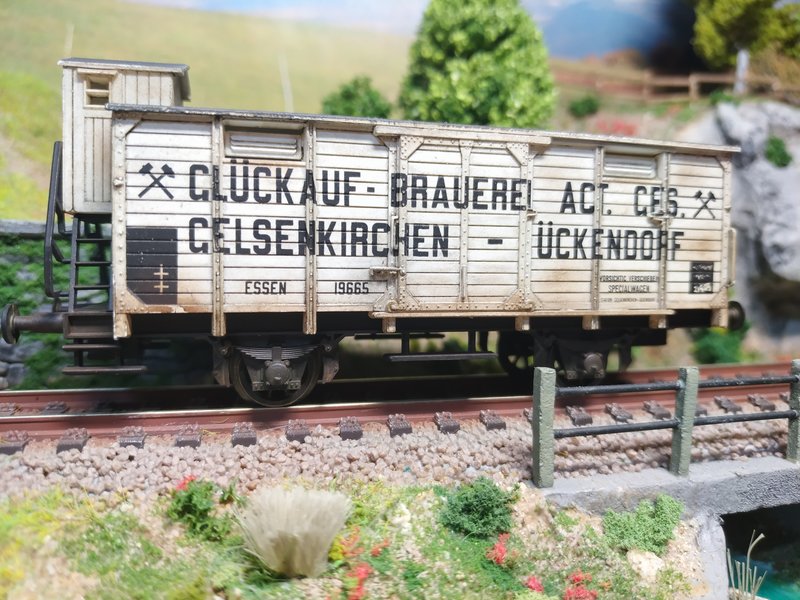 GLÜCKAUF - BRAUEREI ACT. GES.
GELSENKIRCHEN - ÜCKENDORF
ESSEN 19665
VORSICHTIG VERSCHIEBEN
SPECIALWAGEN